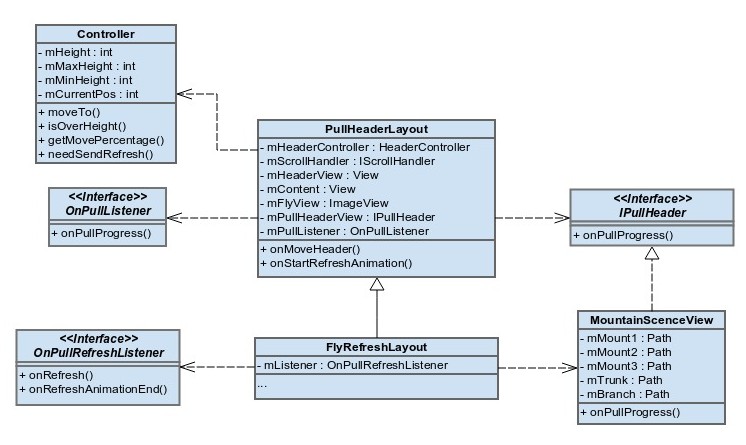 Controller
- mHeight : int
- mMaxHeight : int
- mMinHeight : int
- mCurrentPos : int
+ moveTo()
+ isOverHeight()
+ getMovePercentage()
+ needSendRefresh()
PullHeaderLayout
- mHeaderController : HeaderController
- mScrollHandler : IScrollHandler
- mHeaderView : View
- mContent : View
- mFlyView : ImageView
- mPullHeaderView : IPullHeader
- mPullListener : OnPullListener
+ onMoveHeader()
+ onStartRefreshAnimation()
<<Interface>>
OnPullListener
+ onPullProgress()
<<Interface>>
IPullHeader
+ onPullProgress()
<<Interface>>
OnPullRefreshListener
+ onRefresh()
+ onRefreshAnimationEnd()
FlyRefreshLayout
- mListener : OnPullRefreshListener
...
MountainScenceView
- mMount1 : Path
- mMount2 : Path
- mMount3 : Path
- mTrunk : Path
- mBranch : Path
+ onPullProgress()